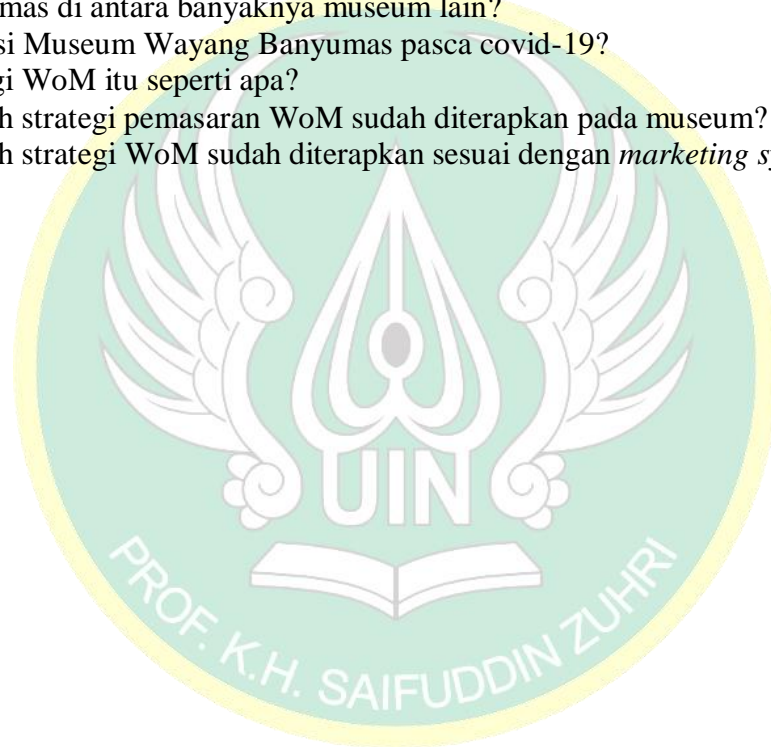 mas di antara banyaknya museum lain?
si Museum Wayang Banyumas pasca covid-19?
gi WoM itu seperti apa?
h strategi pemasaran WoM sudah diterapkan pada museum?
h strategi WoM sudah diterapkan sesuai dengan marketing s
UIN
PROF. K.H. SAIFUDDIN ZUHRI